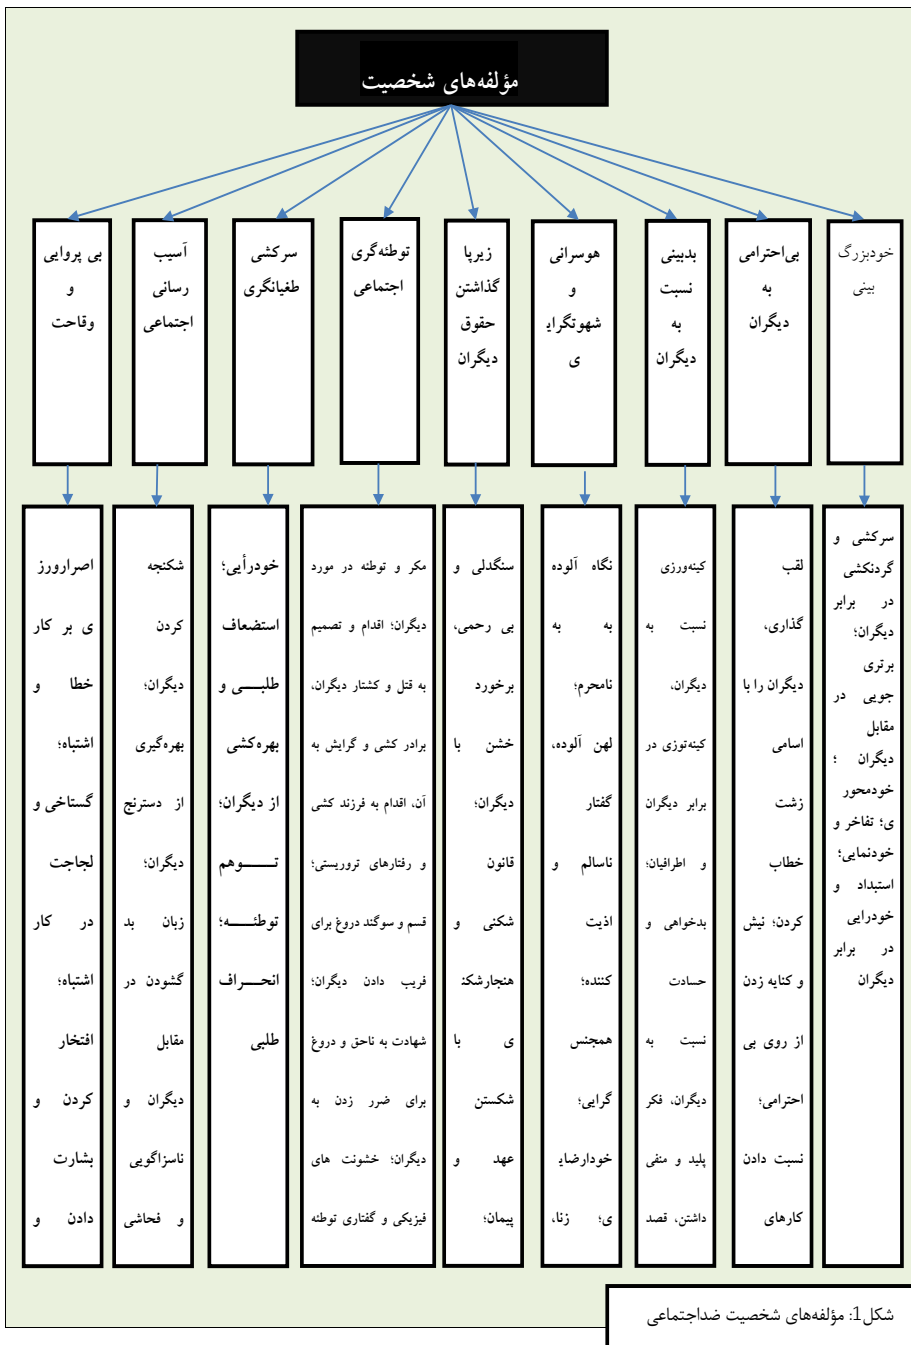 مؤلفه‌های شخصیت
خودبزرگ
بینی
بی‌احترامی
به
دیگران
بدبینی
نسبت
به
دیگران
هوسرانی
و
شهوتگرای
ی
زیرپا
گذاشتن
حقوق
دیگران
توطئه‌گری
اجتماعی
سرکشی
طغیانگری
آسیب
رسانی
اجتماعی
بی پروایی
و
وقاحت
سرکشی و
گردنکشی
در برابر
دیگران؛
برتری
جویی در
مقابل
دیگران ؛
خودمحور
ی؛ تفاخر و
خودنمایی؛
استبداد و
خودرایی
در برابر
دیگران
لقب
گذاری،
دیگران را با
اسامی
زشت
خطاب
کردن؛ نیش
و کنایه زدن
از روی بی
احترامی؛
نسبت دادن
کارهای
کینه‌ورزی
نسبت به
دیگران،
کینه‌توزی در
برابر دیگران
و اطرافیان؛
بدخواهی و
حسادت
نسبت به
دیگران، فکر
پلید و منفی
داشتن، قصد
نگاه آلوده
به به
نامحرم؛
لهن آلوده،
گفتار
ناسالم و
اذیت
کننده؛
همجنس
گرایی؛
خودارضای
ی؛ زنا،
سنگدلی و
بی رحمی،
برخورد
خشن با
دیگران؛
قانون
شکنی و
هنجارشکن
ی با
شکستن
عهد و
پیمان؛
مکر و توطئه در مورد
دیگران؛ اقدام و تصمیم
به قتل و کشتار دیگران،
برادر کشی و گرایش به
آن، اقدام به فرزند کشی
و رفتارهای تروریستی؛
قسم و سوگند دروغ برای
فریب دادن دیگران؛
شهادت به ناحق و دروغ
برای ضرر زدن به
دیگران؛ خشونت های
فیزیکی و گفتاری توطئه
خودرأیی؛
استضعاف
طلبی و
بهره‌کشی
از دیگران؛
توهم
توطئه؛
انحراف
طلبی
شکنجه
کردن
دیگران؛
بهره‌گیری
از دسترنج
دیگران؛
زبان بد
گشودن در
مقابل
دیگران و
ناسزاگویی
و فحاشی
اصرارورز
ی بر کار
خطا و
اشتباه؛
گستاخی و
لجاجت
در کار
اشتباه؛
افتخار
کردن و
بشارت
دادن و
شکل1: مؤلفه‌های شخصیت ضداجتماعی